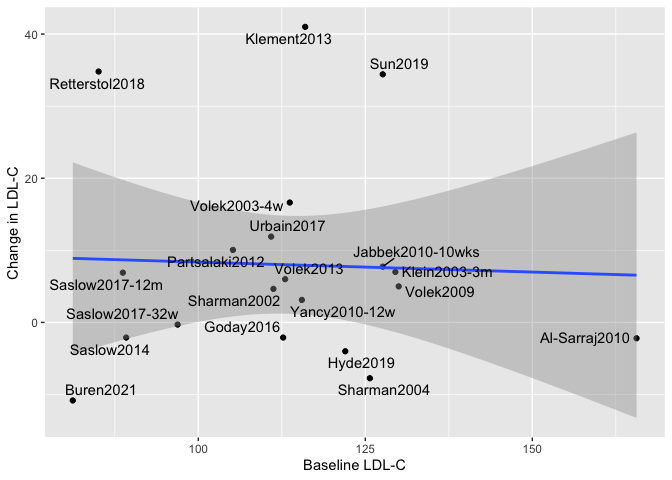 40
Klement2013
Sun2019
Retterstol2018
20
Volek2003-4w
Urbain2017
Jabbek2010-10wks
Partsalaki2012
Volek2013
Klein2003-3m
Saslow2017-12m
Volek2009
Sharman2002
Saslow2017-32w
Yancy2010-12w
Goday2016
0
Saslow2014
Al-Sarraj2010
Hyde2019
Buren2021
Sharman2004
Change in LDL-C
100
125
150
Baseline LDL-C